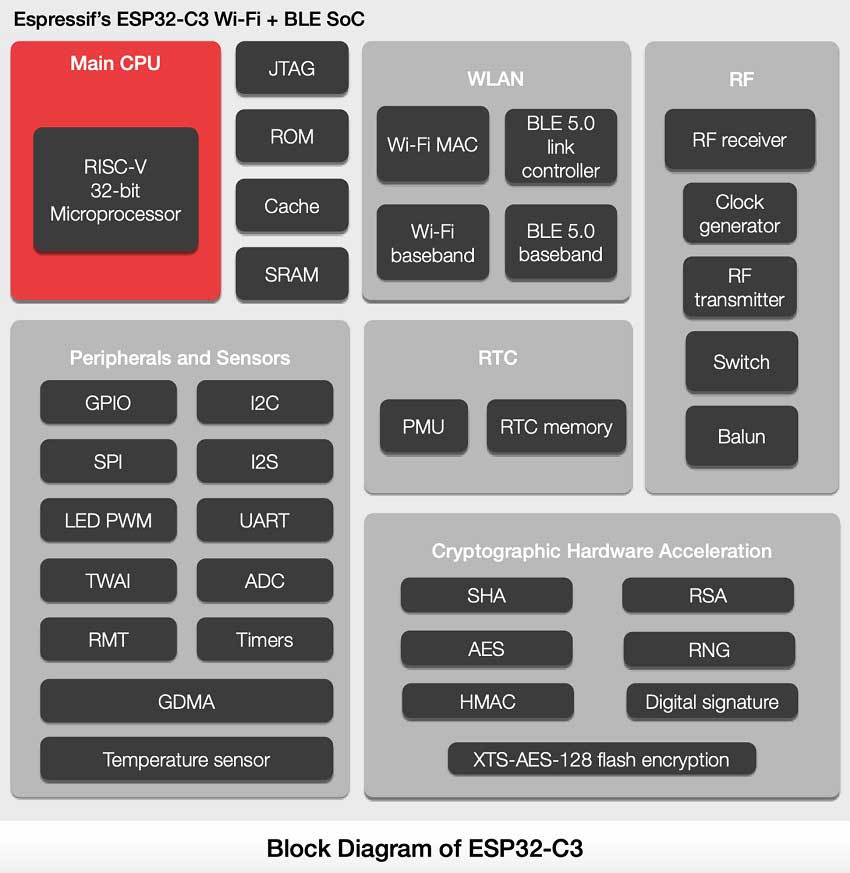 Espressif's ESP32-C3 Wi-Fi + BLE SoC
Main CPU
RISC-V
32-bit
Microprocessor
JTAG
ROM
Cache
SRAM
WLAN
Wi-Fi MAC
BLE 5.0
link
controller
Wi-Fi
baseband
BLE 5.0
baseband
RF
RF receiver
Clock
generator
RF
transmitter
Switch
Balun
Peripherals and Sensors
GPIO
I2C
SPI
I2S
LED PWM
UART
TWAI
ADC
RMT
Timers
GDMA
Temperature sensor
RTC
PMU
RTC memory
Cryptographic Hardware Acceleration
SHA
RSA
AES
RNG
HMAC
Digital signature
XTS-AES-128 flash encryption
Block Diagram of ESP32-C3